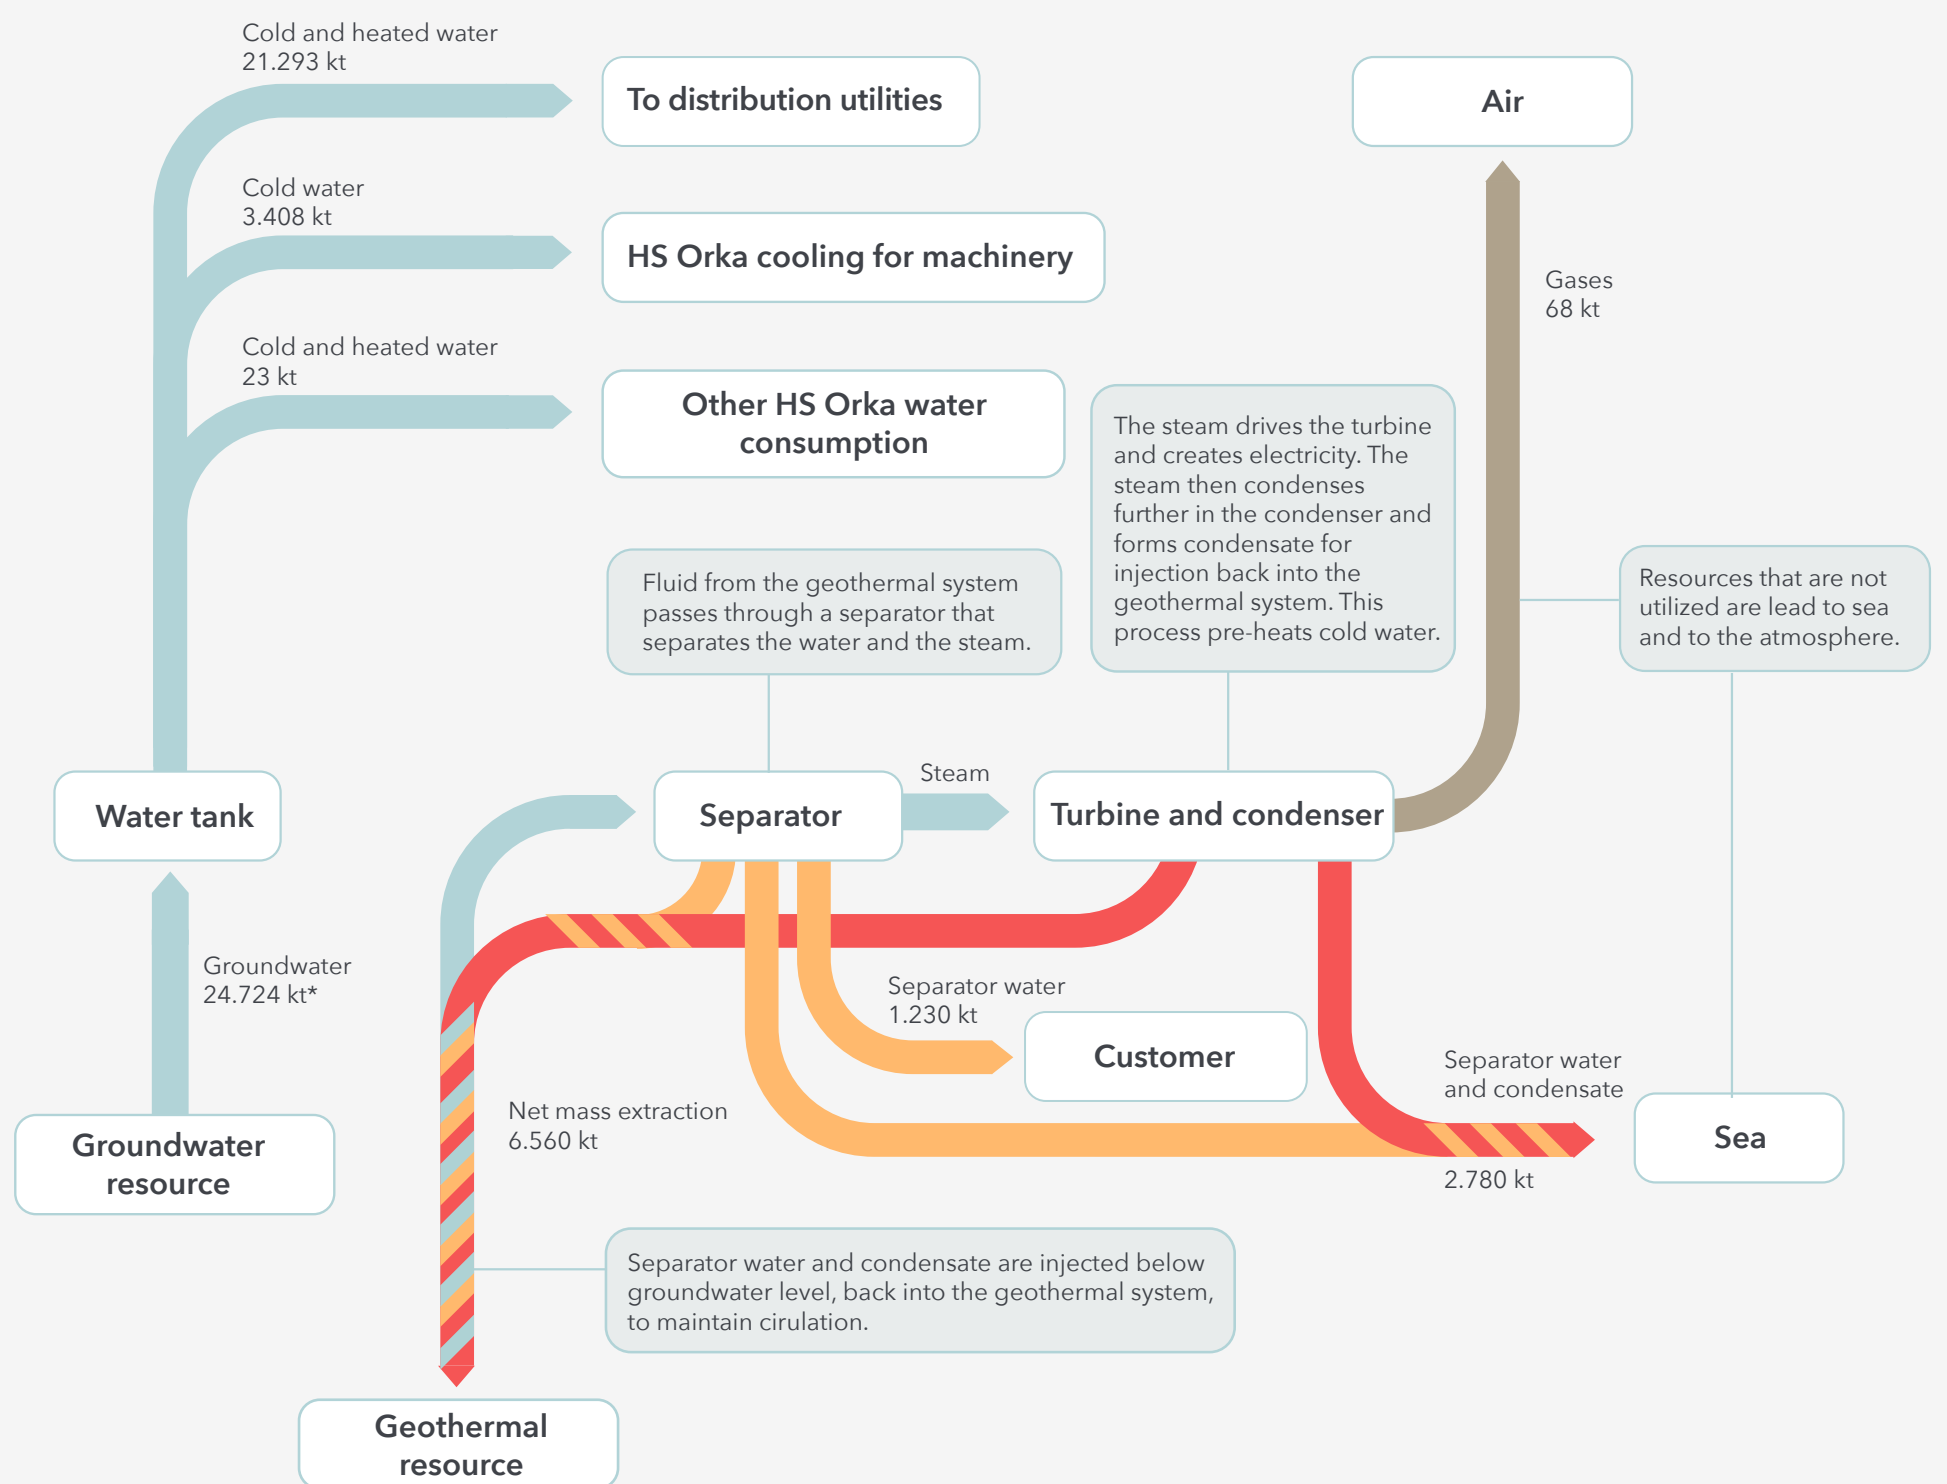 Cold and heated water
21.293 kt
To distribution utilities
Air
Cold water
3.408 kt
HS Orka cooling for machinery
Gases
68 kt
Cold and heated water
23 kt
Other HS Orka water
consumption
The steam drives the turbine
and creates electricity. The
steam then condenses
further in the condenser and
forms condensate for
injection back into the
geothermal system. This
process pre-heats cold water.
Fluid from the geothermal system
passes through a separator that
separates the water and the steam.
Resources that are not
utilized are lead to sea
and to the atmosphere.
Water tank
Separator
Steam
Turbine and condenser
Groundwater
24.724 kt*
Separator water
1.230 kt
Customer
Separator water
and condensate
2.780 kt
Sea
Net mass extraction
6.560 kt
Groundwater
resource
Separator water and condensate are injected below
groundwater level, back into the geothermal system,
to maintain cirulation.
Geothermal
resource